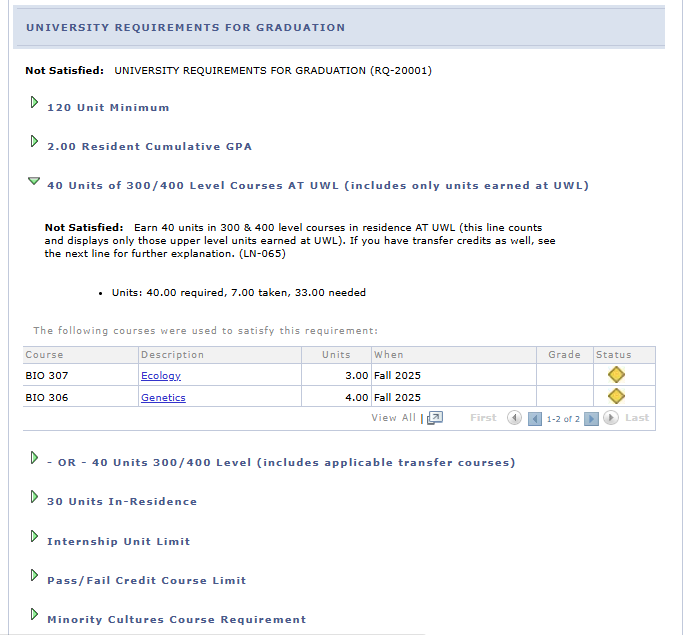 UNIVERSITY REQUIREMENTS FOR GRADUATION
Not Satisfied: UNIVERSITY REQUIREMENTS FOR GRADUATION (RQ-20001)
120 Unit Minimum
2.00 Resident Cumulative GPA
40 Units of 300/400 Level Courses AT UWL (includes only units earned at UWL)
Not Satisfied: Earn 40 units in 300 & 400 level courses in residence AT UWL (this line counts
and displays only those upper level units earned at UWL). If you have transfer credits as well, see
the next line for further explanation. (LN-065)
• Units: 40.00 required, 7.00 taken, 33.00 needed
The following courses were used to satisfy this requirement:
Course Description Units When Grade Status
BIO 307 Ecology 3.00 Fall 2025
BIO 306 Genetics 4.00 Fall 2025
View All | First 1-2 of 2 Last
- OR - 40 Units 300/400 Level (includes applicable transfer courses)
30 Units In-Residence
Internship Unit Limit
Pass/Fail Credit Course Limit
Minority Cultures Course Requirement